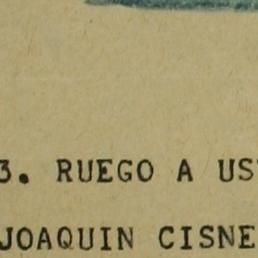 3. RUEGO A US
JOAQUIN CISNE